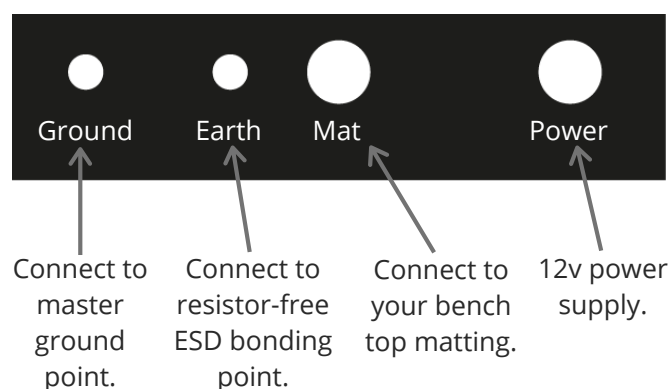 Ground Earth Mat Power
Connect to
master
ground
point.
Connect to
resistor-free
ESD bonding
point.
Connect to
your bench
top matting.
12v power
supply.